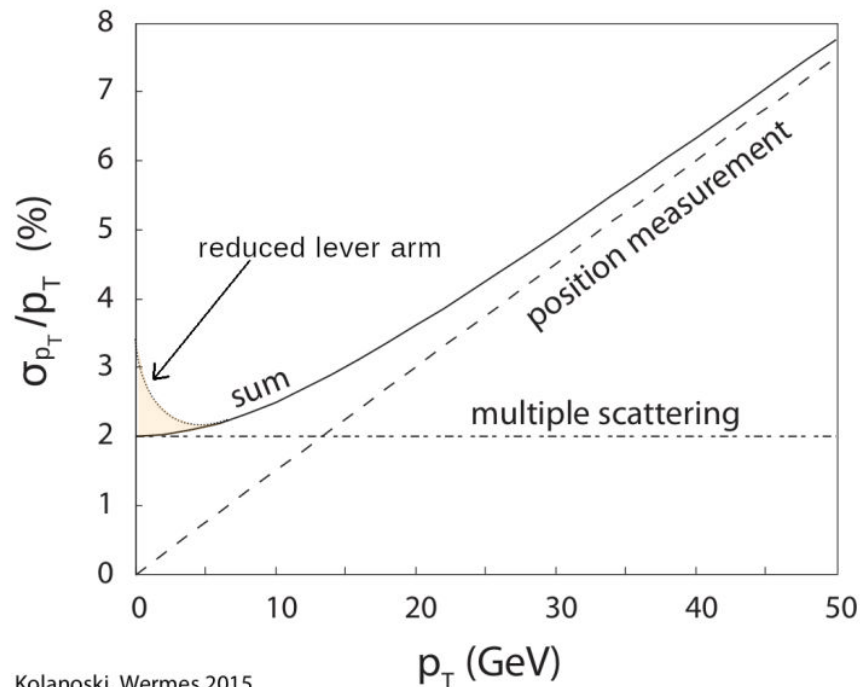 8
7
6
5
4
3
2
1
0
σpT/pT (%)
reduced lever arm
sum
position measurement
multiple scattering
0 10 20 30 40 50
pT (GeV)
Kolanoski, Wermes 2015